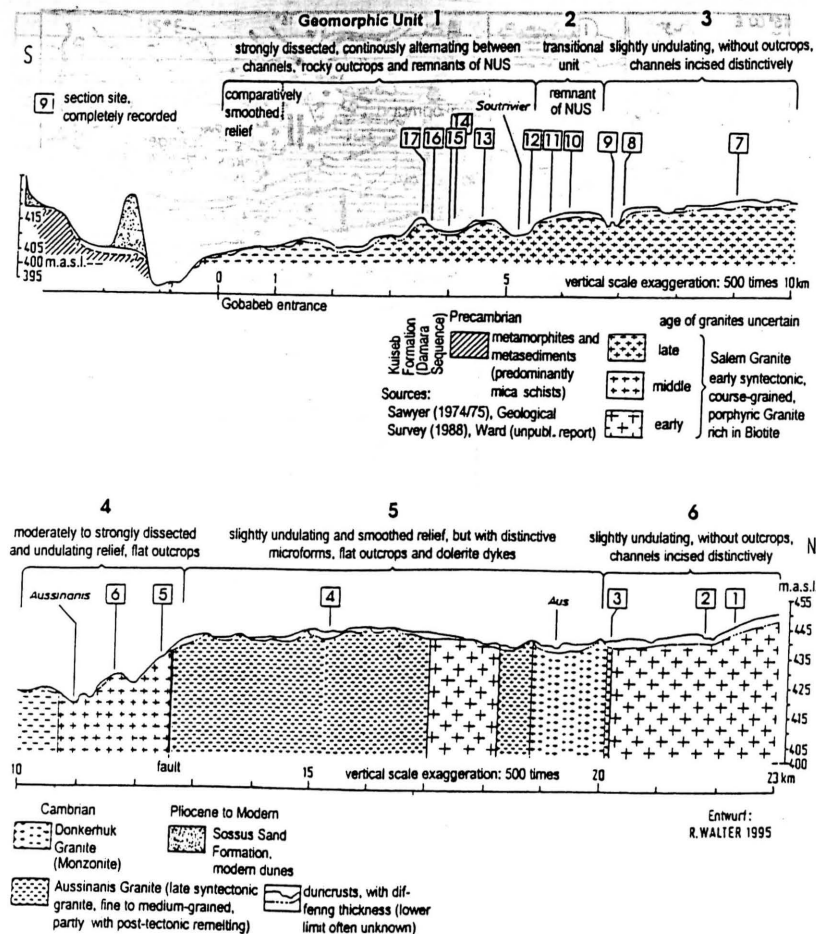 Geomorphic Unit 1
2
3
S
strongly dissected, continously alternating between
channels, rocky outcrops and remnants of NUS
transitional
unit
slightly undulating, without outcrops,
channels incised distinctively
9 section site,
completely recorded
comparatively
smoothed
relief
Soutrivier
remnant
of NUS
14
17 16 15 13 12 11 10 9 8 7
415
405
400 m.a.s.l.
395
0 1 5 vertical scale exaggeration: 500 times 10 km
Gobabeb entrance
Kuiseb
Formation
(Damara
Sequence)
Precambrian
metamorphites and
metasediments
(predominantly
mica schists)
Sources:
Sawyer (1974/75), Geological
Survey (1988), Ward (unpubl. report)
age of granites uncertain
late
middle
early
Salem Granite
early syntectonic,
course-grained,
porphyric Granite
rich in Biotite
4
5
6
moderately to strongly dissected
and undulating relief, flat outcrops
slightly undulating and smoothed relief, but with distinctive
microforms, flat outcrops and dolerite dykes
slightly undulating, without outcrops,
channels incised distinctively
N
Aussinanis 6 5 4 Aus 3 2 1
m.a.s.l.
455
445
435
425
415
405
400
10 fault 15 vertical scale exaggeration: 500 times 20 23 km
Cambrian
Donkerhuk
Granite
(Monzonite)
Pliocene to Modern
Sossus Sand
Formation,
modern dunes
Entwurf:
R. WALTER 1995
Aussinanis Granite (late syntectonic
granite, fine to medium-grained,
partly with post-tectonic remelting)
duricrusts, with dif-
fering thickness (lower
limit often unknown)